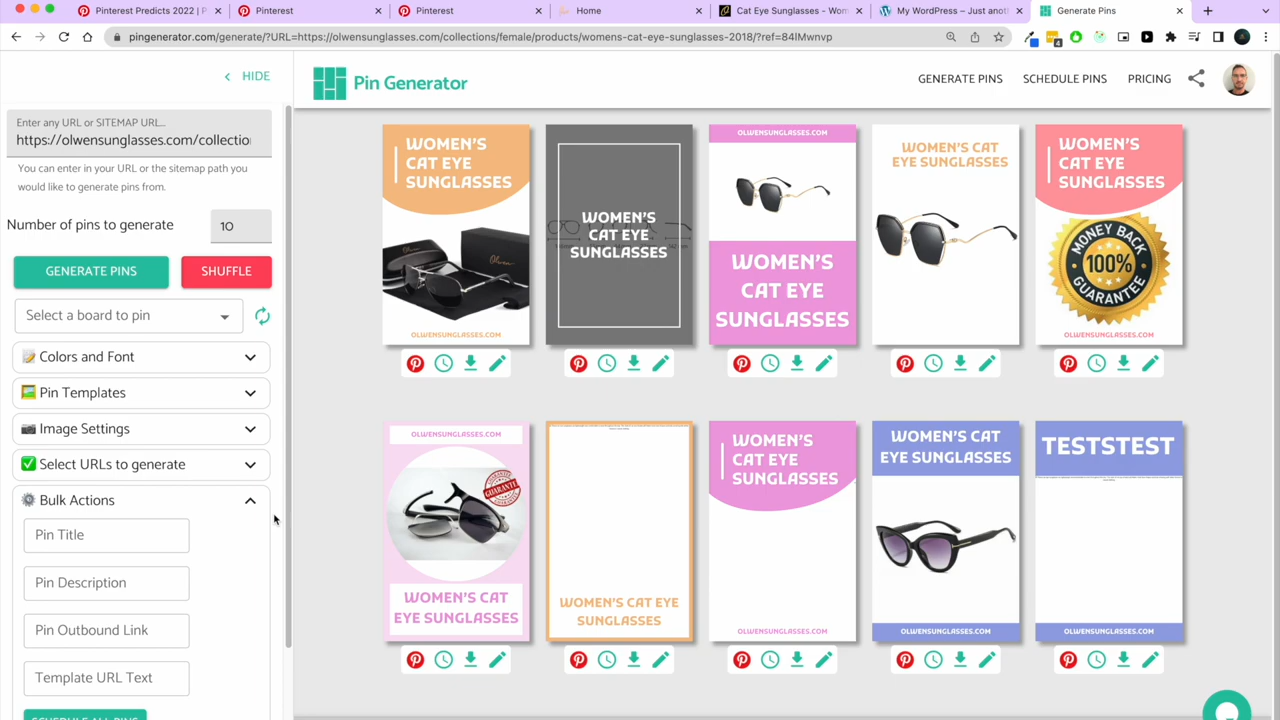 Pinterest Predicts 2022 | P
Pinterest
Pinterest
Home
Cat Eye Sunglasses - Wom
My WordPress – Just anot
Generate Pins
pingenerator.com/generate/?URL=https://olwensunglasses.com/collections/female/products/womens-cat-eye-sunglasses-2018/?ref=84lMwnvp
HIDE
Pin Generator
GENERATE PINS
SCHEDULE PINS
PRICING
Enter any URL or SITEMAP URL...
https://olwensunglasses.com/collectio
You can enter in your URL or the sitemap path you
would like to generate pins from.
Number of pins to generate
10
GENERATE PINS
SHUFFLE
Select a board to pin
Colors and Font
Pin Templates
Image Settings
Select URLs to generate
Bulk Actions
Pin Title
Pin Description
Pin Outbound Link
Template URL Text
SCHEDULE ALL PINS
WOMEN'S
CAT EYE
SUNGLASSES
Olwen
OLWENSUNGLASSES.COM
WOMEN'S
CAT EYE
SUNGLASSES
OLWENSUNGLASSES.COM
WOMEN'S
CAT EYE
SUNGLASSES
WOMEN'S CAT
EYE SUNGLASSES
WOMEN'S
CAT EYE
SUNGLASSES
MONEY BACK
100%
GUARANTEE
OLWENSUNGLASSES.COM
OLWENSUNGLASSES.COM
GUARANTEE
WOMEN'S CAT
EYE SUNGLASSES
WOMEN'S CAT EYE
SUNGLASSES
WOMEN'S
CAT EYE
SUNGLASSES
OLWENSUNGLASSES.COM
WOMEN'S CAT
EYE SUNGLASSES
OLWENSUNGLASSES.COM
TESTSTEST
OLWENSUNGLASSES.COM